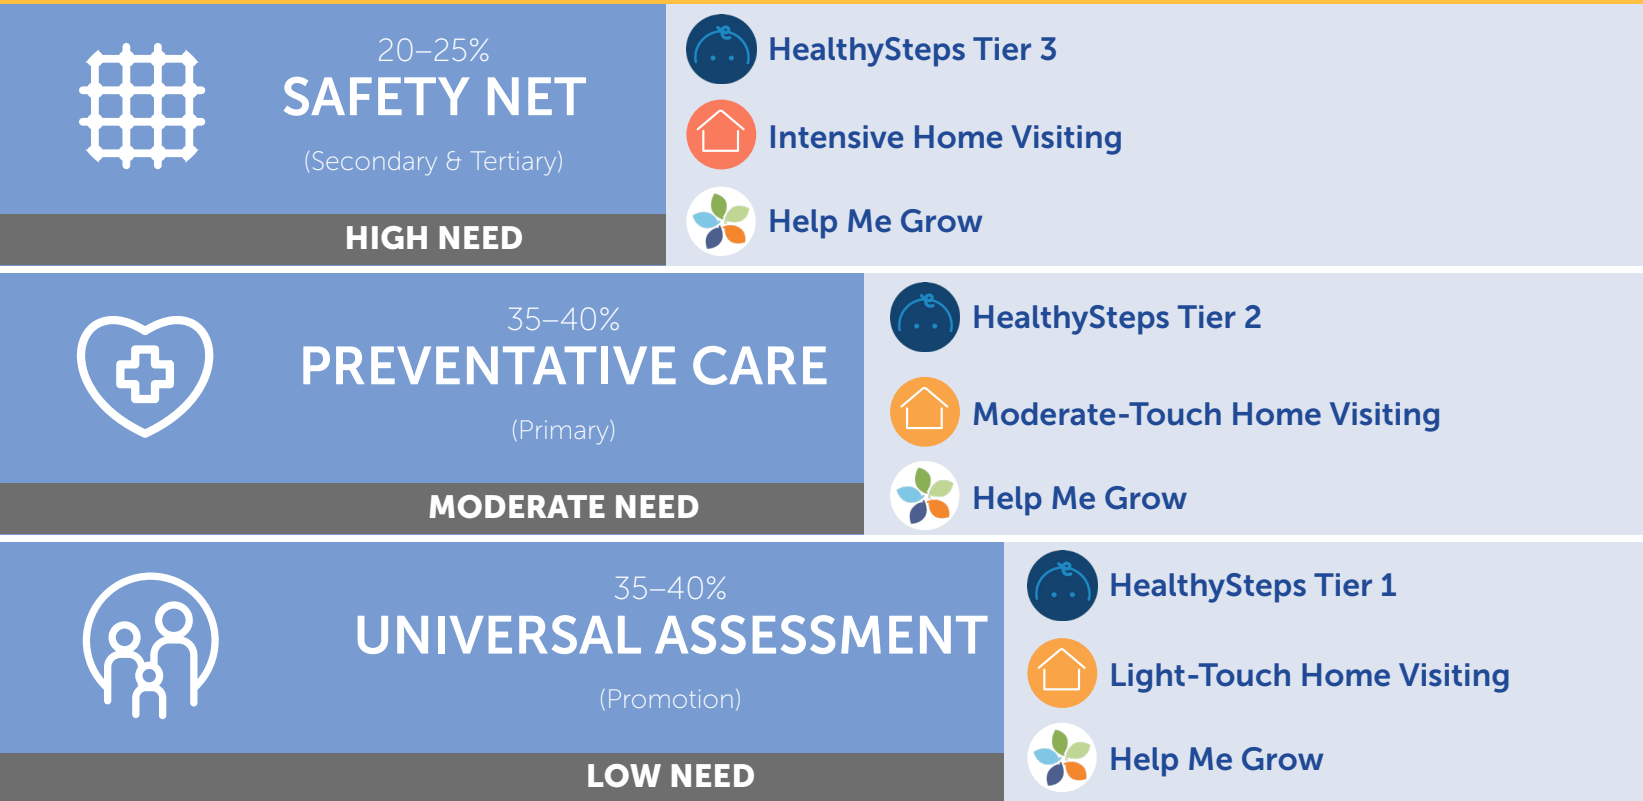 20–25%
SAFETY NET
(Secondary & Tertiary)
HIGH NEED
HealthySteps Tier 3
Intensive Home Visiting
Help Me Grow
35–40%
PREVENTATIVE CARE
(Primary)
MODERATE NEED
HealthySteps Tier 2
Moderate-Touch Home Visiting
Help Me Grow
35–40%
UNIVERSAL ASSESSMENT
(Promotion)
LOW NEED
HealthySteps Tier 1
Light-Touch Home Visiting
Help Me Grow